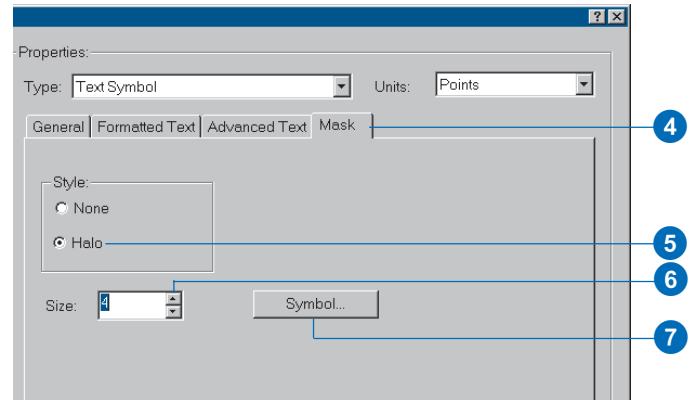 ? ×
Properties:
Type: Text Symbol Units: Points
General Formatted Text Advanced Text Mask 4
Style:
None
Halo 5
6
Size: 4 Symbol...
7